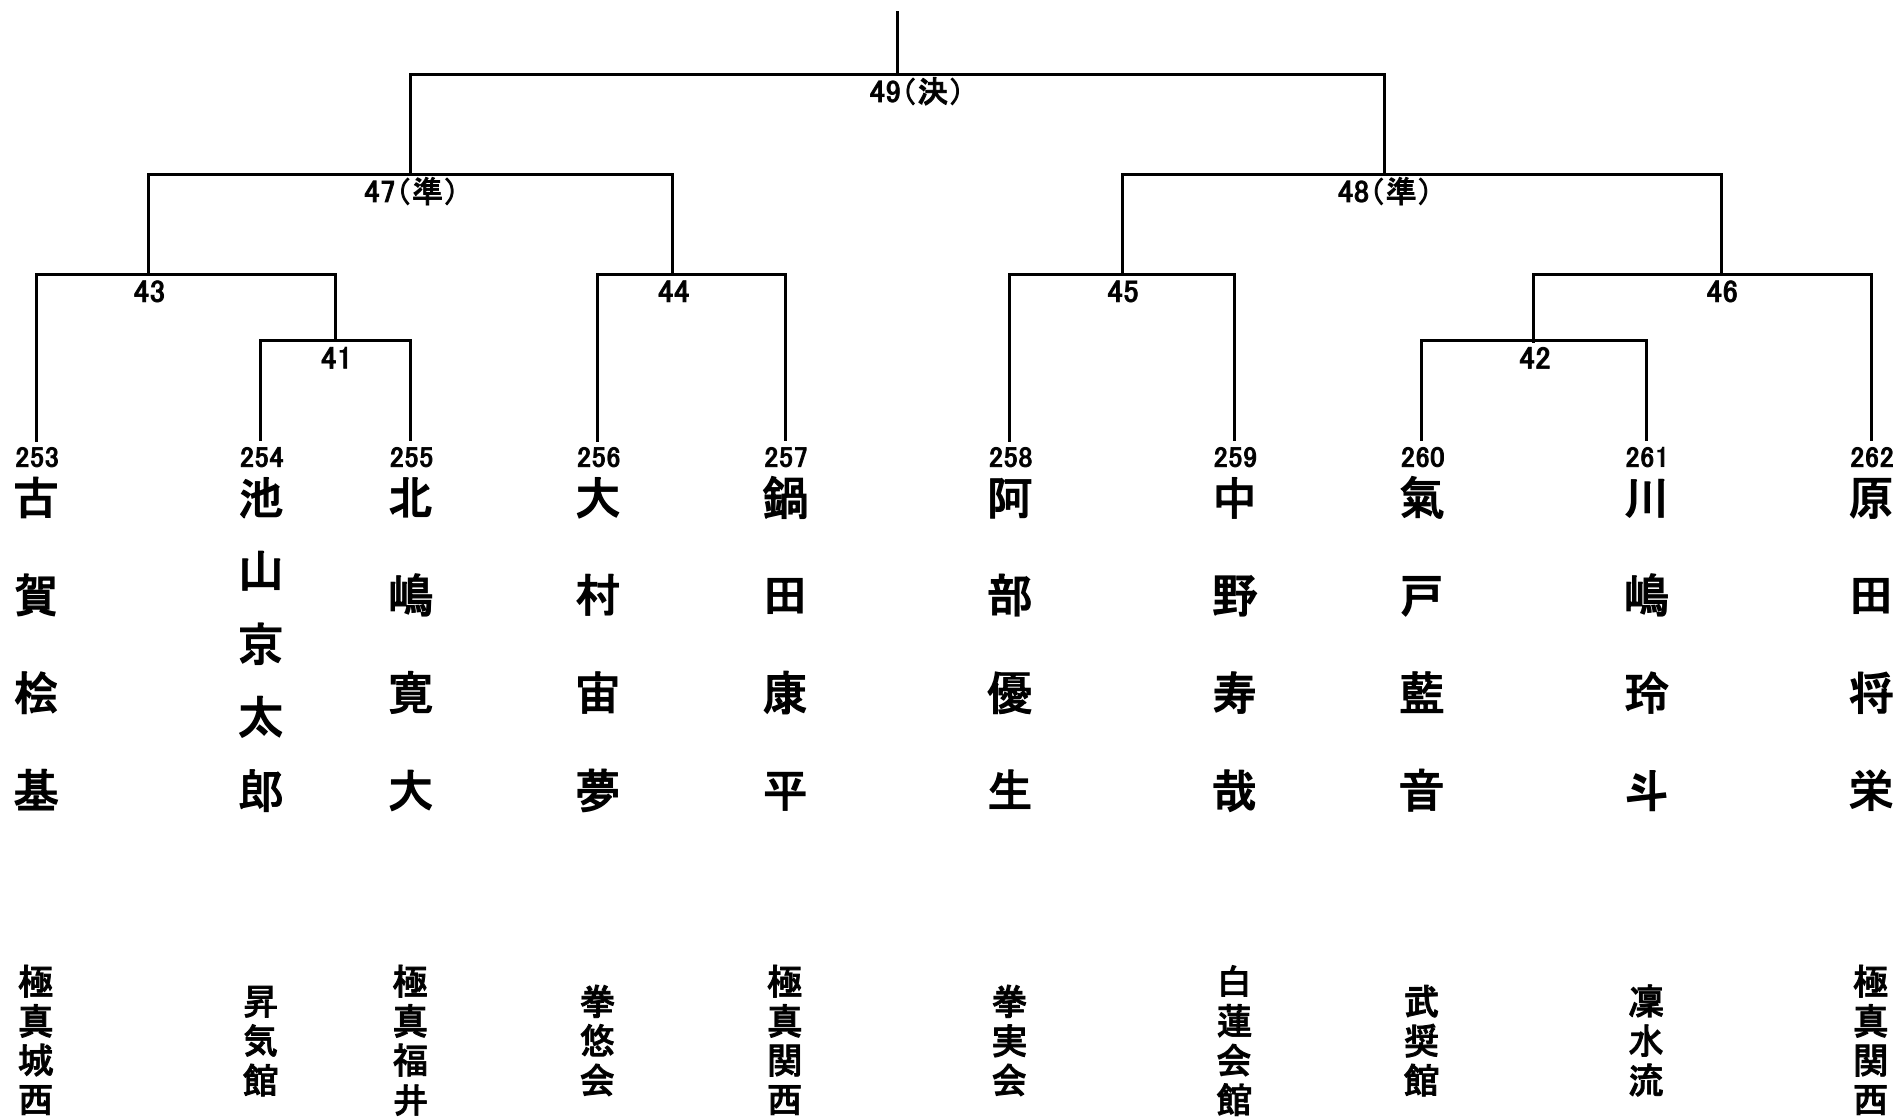 49(決)
47(準)
48(準)
43
44
45
46
41
42
253
254
255
256
257
258
259
260
261
262
古賀桧基
池山京太郎
北嶋寛大
大村宙夢
鍋田康平
阿部優生
中野寿哉
氣戸藍音
川嶋玲斗
原田将栄
極真城西
昇気館
極真福井
拳悠会
極真関西
拳実会
白蓮会館
武奨館
凜水流
極真関西